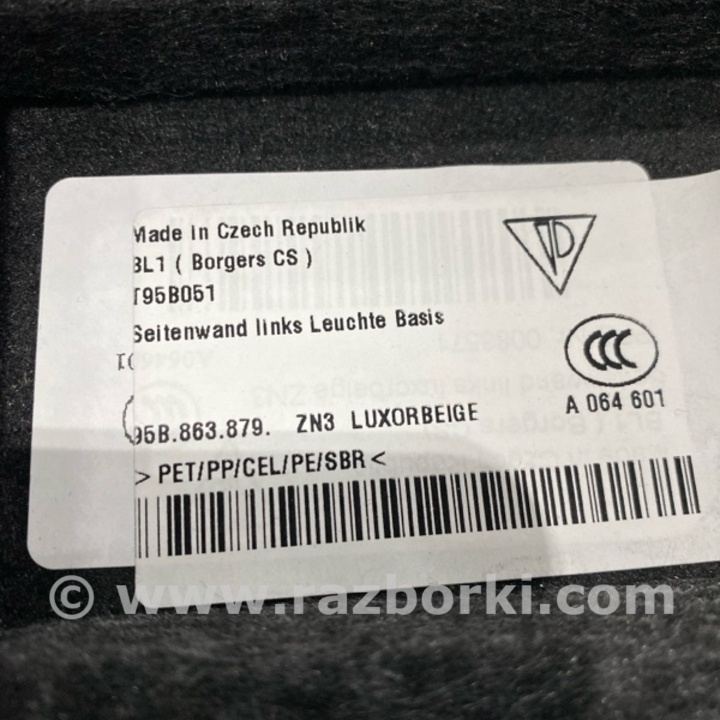 Made in Czech Republik
BL1 ( Borgers CS )
T95B051
Seitenwand links Leuchte Basis
A 064 601
95B.863.879. ZN3 LUXORBEIGE
> PET/PP/CEL/PE/SBR <
© www.razborki.com